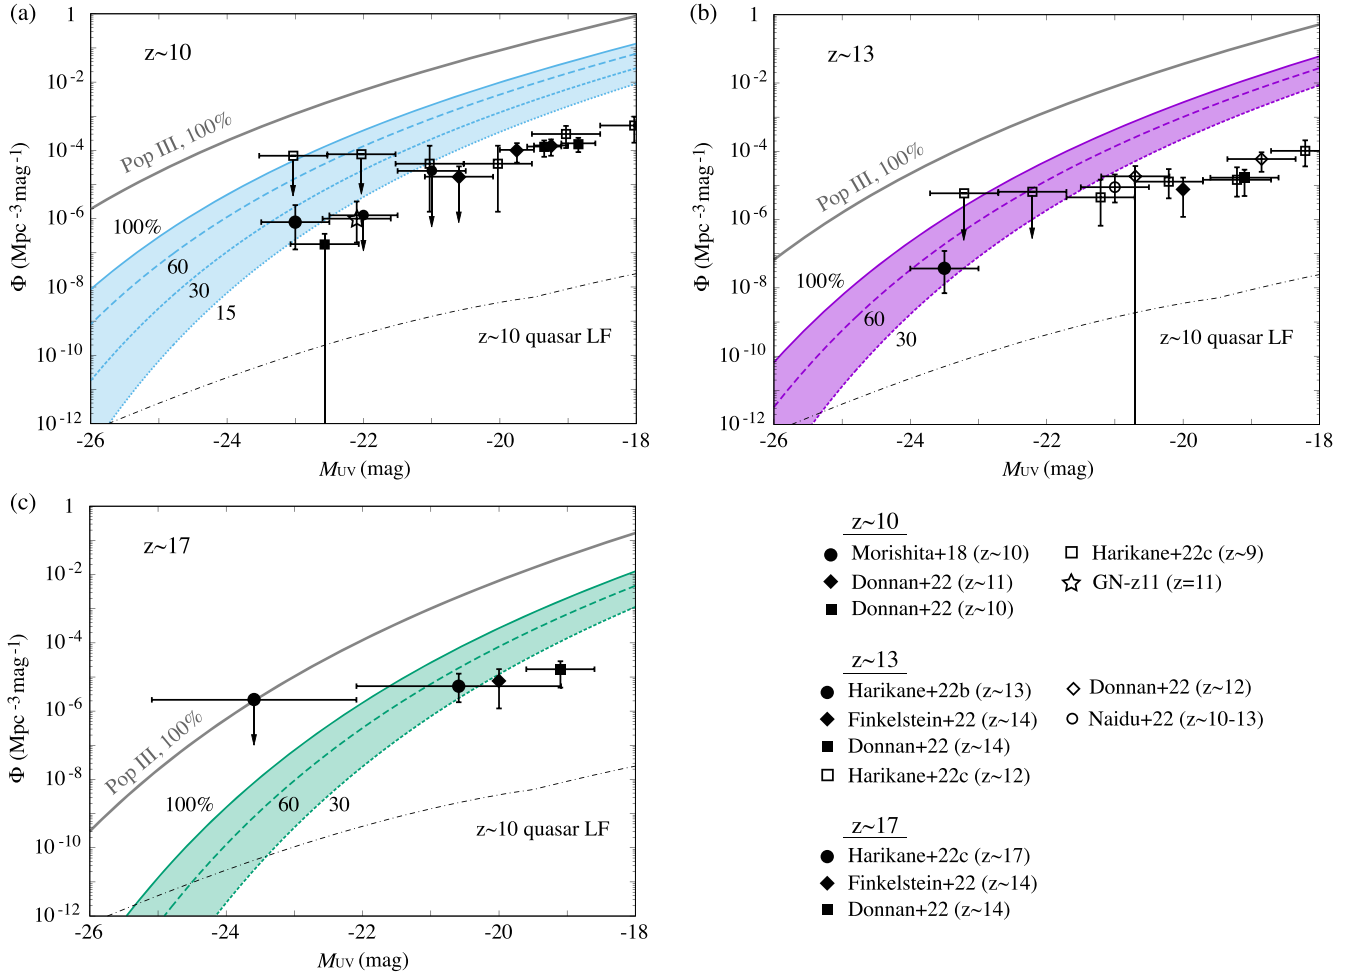 (a)
z~10
Pop III, 100%
100%
60
30
15
z~10 quasar LF
1
10-2
10-4
10-6
10-8
10-10
10-12
Φ (Mpc-3mag-1)
-26 -24 -22 -20 -18
MUV (mag)
(b)
z~13
Pop III, 100%
100%
60
30
z~10 quasar LF
1
10-2
10-4
10-6
10-8
10-10
10-12
Φ (Mpc-3mag-1)
-26 -24 -22 -20 -18
MUV (mag)
(c)
z~17
Pop III, 100%
100%
60
30
z~10 quasar LF
1
10-2
10-4
10-6
10-8
10-10
10-12
Φ (Mpc-3mag-1)
-26 -24 -22 -20 -18
MUV (mag)
z~10
Morishita+18 (z~10)
Harikane+22c (z~9)
Donnan+22 (z~11)
GN-z11 (z=11)
Donnan+22 (z~10)
z~13
Harikane+22b (z~13)
Donnan+22 (z~12)
Finkelstein+22 (z~14)
Naidu+22 (z~10-13)
Donnan+22 (z~14)
Harikane+22c (z~12)
z~17
Harikane+22c (z~17)
Finkelstein+22 (z~14)
Donnan+22 (z~14)